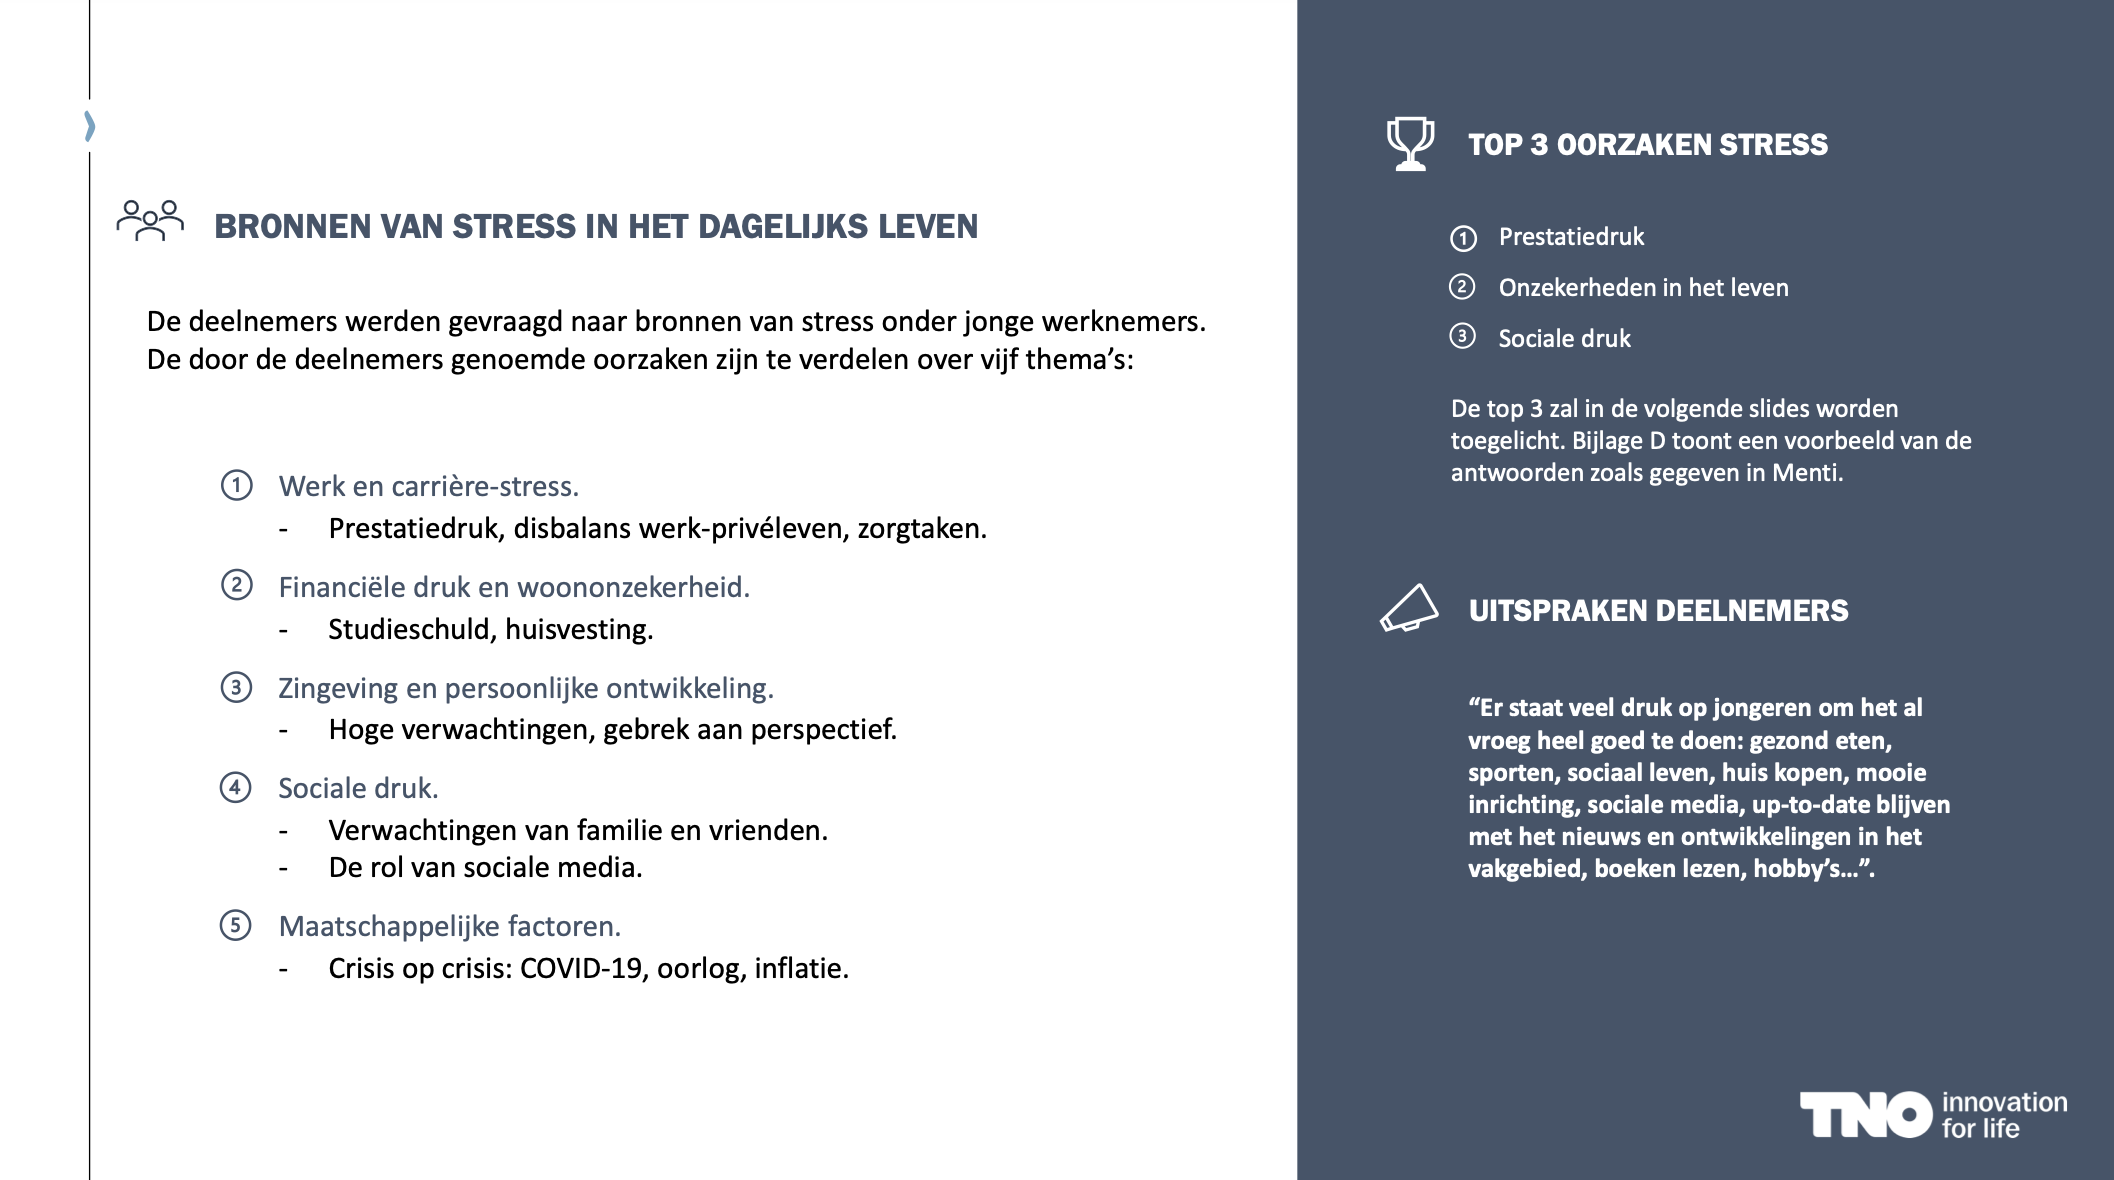 BRONNEN VAN STRESS IN HET DAGELIJKS LEVEN
De deelnemers werden gevraagd naar bronnen van stress onder jonge werknemers.
De door de deelnemers genoemde oorzaken zijn te verdelen over vijf thema’s:
1 Werk en carrière-stress.
- Prestatiedruk, disbalans werk-privéleven, zorgtaken.
2 Financiële druk en woononzekerheid.
- Studieschuld, huisvesting.
3 Zingeving en persoonlijke ontwikkeling.
- Hoge verwachtingen, gebrek aan perspectief.
4 Sociale druk.
- Verwachtingen van familie en vrienden.
- De rol van sociale media.
5 Maatschappelijke factoren.
- Crisis op crisis: COVID-19, oorlog, inflatie.
TOP 3 OORZAKEN STRESS
1 Prestatiedruk
2 Onzekerheden in het leven
3 Sociale druk
De top 3 zal in de volgende slides worden
toegelicht. Bijlage D toont een voorbeeld van de
antwoorden zoals gegeven in Menti.
UITSPRAKEN DEELNEMERS
“Er staat veel druk op jongeren om het al
vroeg heel goed te doen: gezond eten,
sporten, sociaal leven, huis kopen, mooie
inrichting, sociale media, up-to-date blijven
met het nieuws en ontwikkelingen in het
vakgebied, boeken lezen, hobby’s…”.
TNO innovation
for life